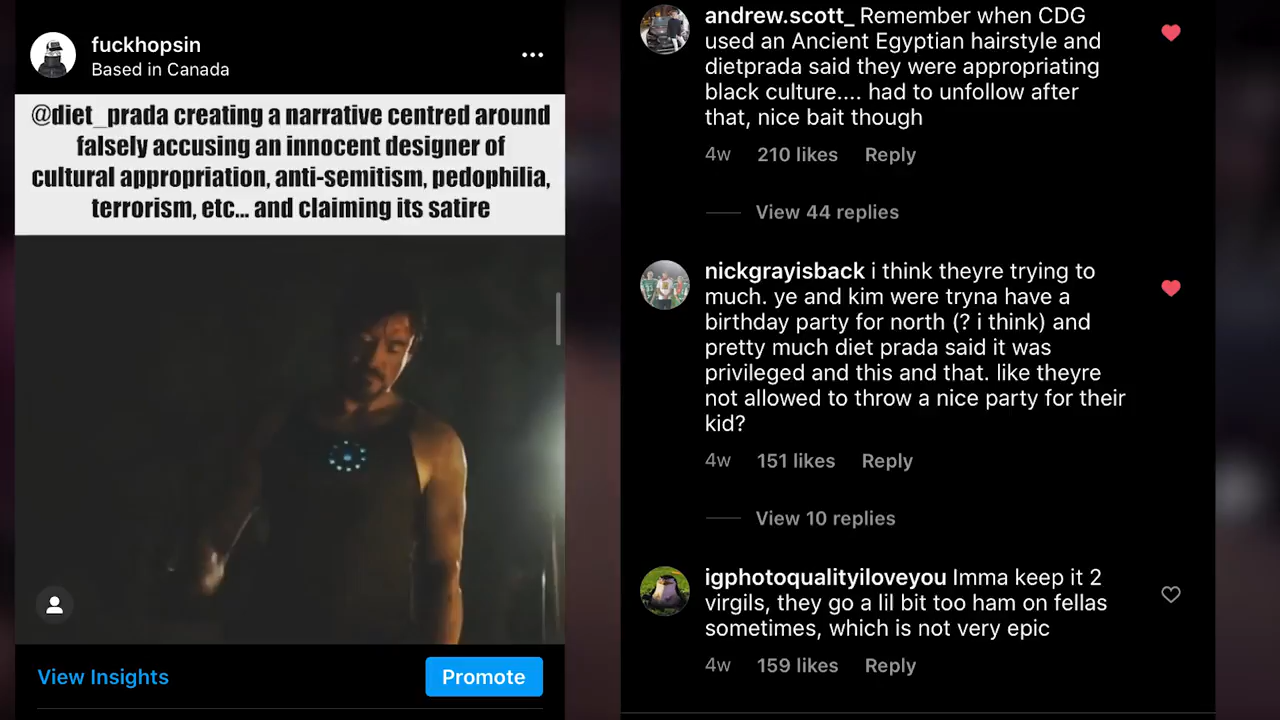 fuckhopsin
Based in Canada
@diet_prada creating a narrative centred around
falsely accusing an innocent designer of
cultural appropriation, anti-semitism, pedophilia,
terrorism, etc... and claiming its satire
View Insights
Promote
andrew.scott_ Remember when CDG
used an Ancient Egyptian hairstyle and
dietprada said they were appropriating
black culture.... had to unfollow after
that, nice bait though
4w 210 likes Reply
View 44 replies
nickgrayisback i think theyre trying to
much. ye and kim were tryna have a
birthday party for north (? i think) and
pretty much diet prada said it was
privileged and this and that. like theyre
not allowed to throw a nice party for their
kid?
4w 151 likes Reply
View 10 replies
igphotoqualityiloveyou Imma keep it 2
virgils, they go a lil bit too ham on fellas
sometimes, which is not very epic
4w 159 likes Reply